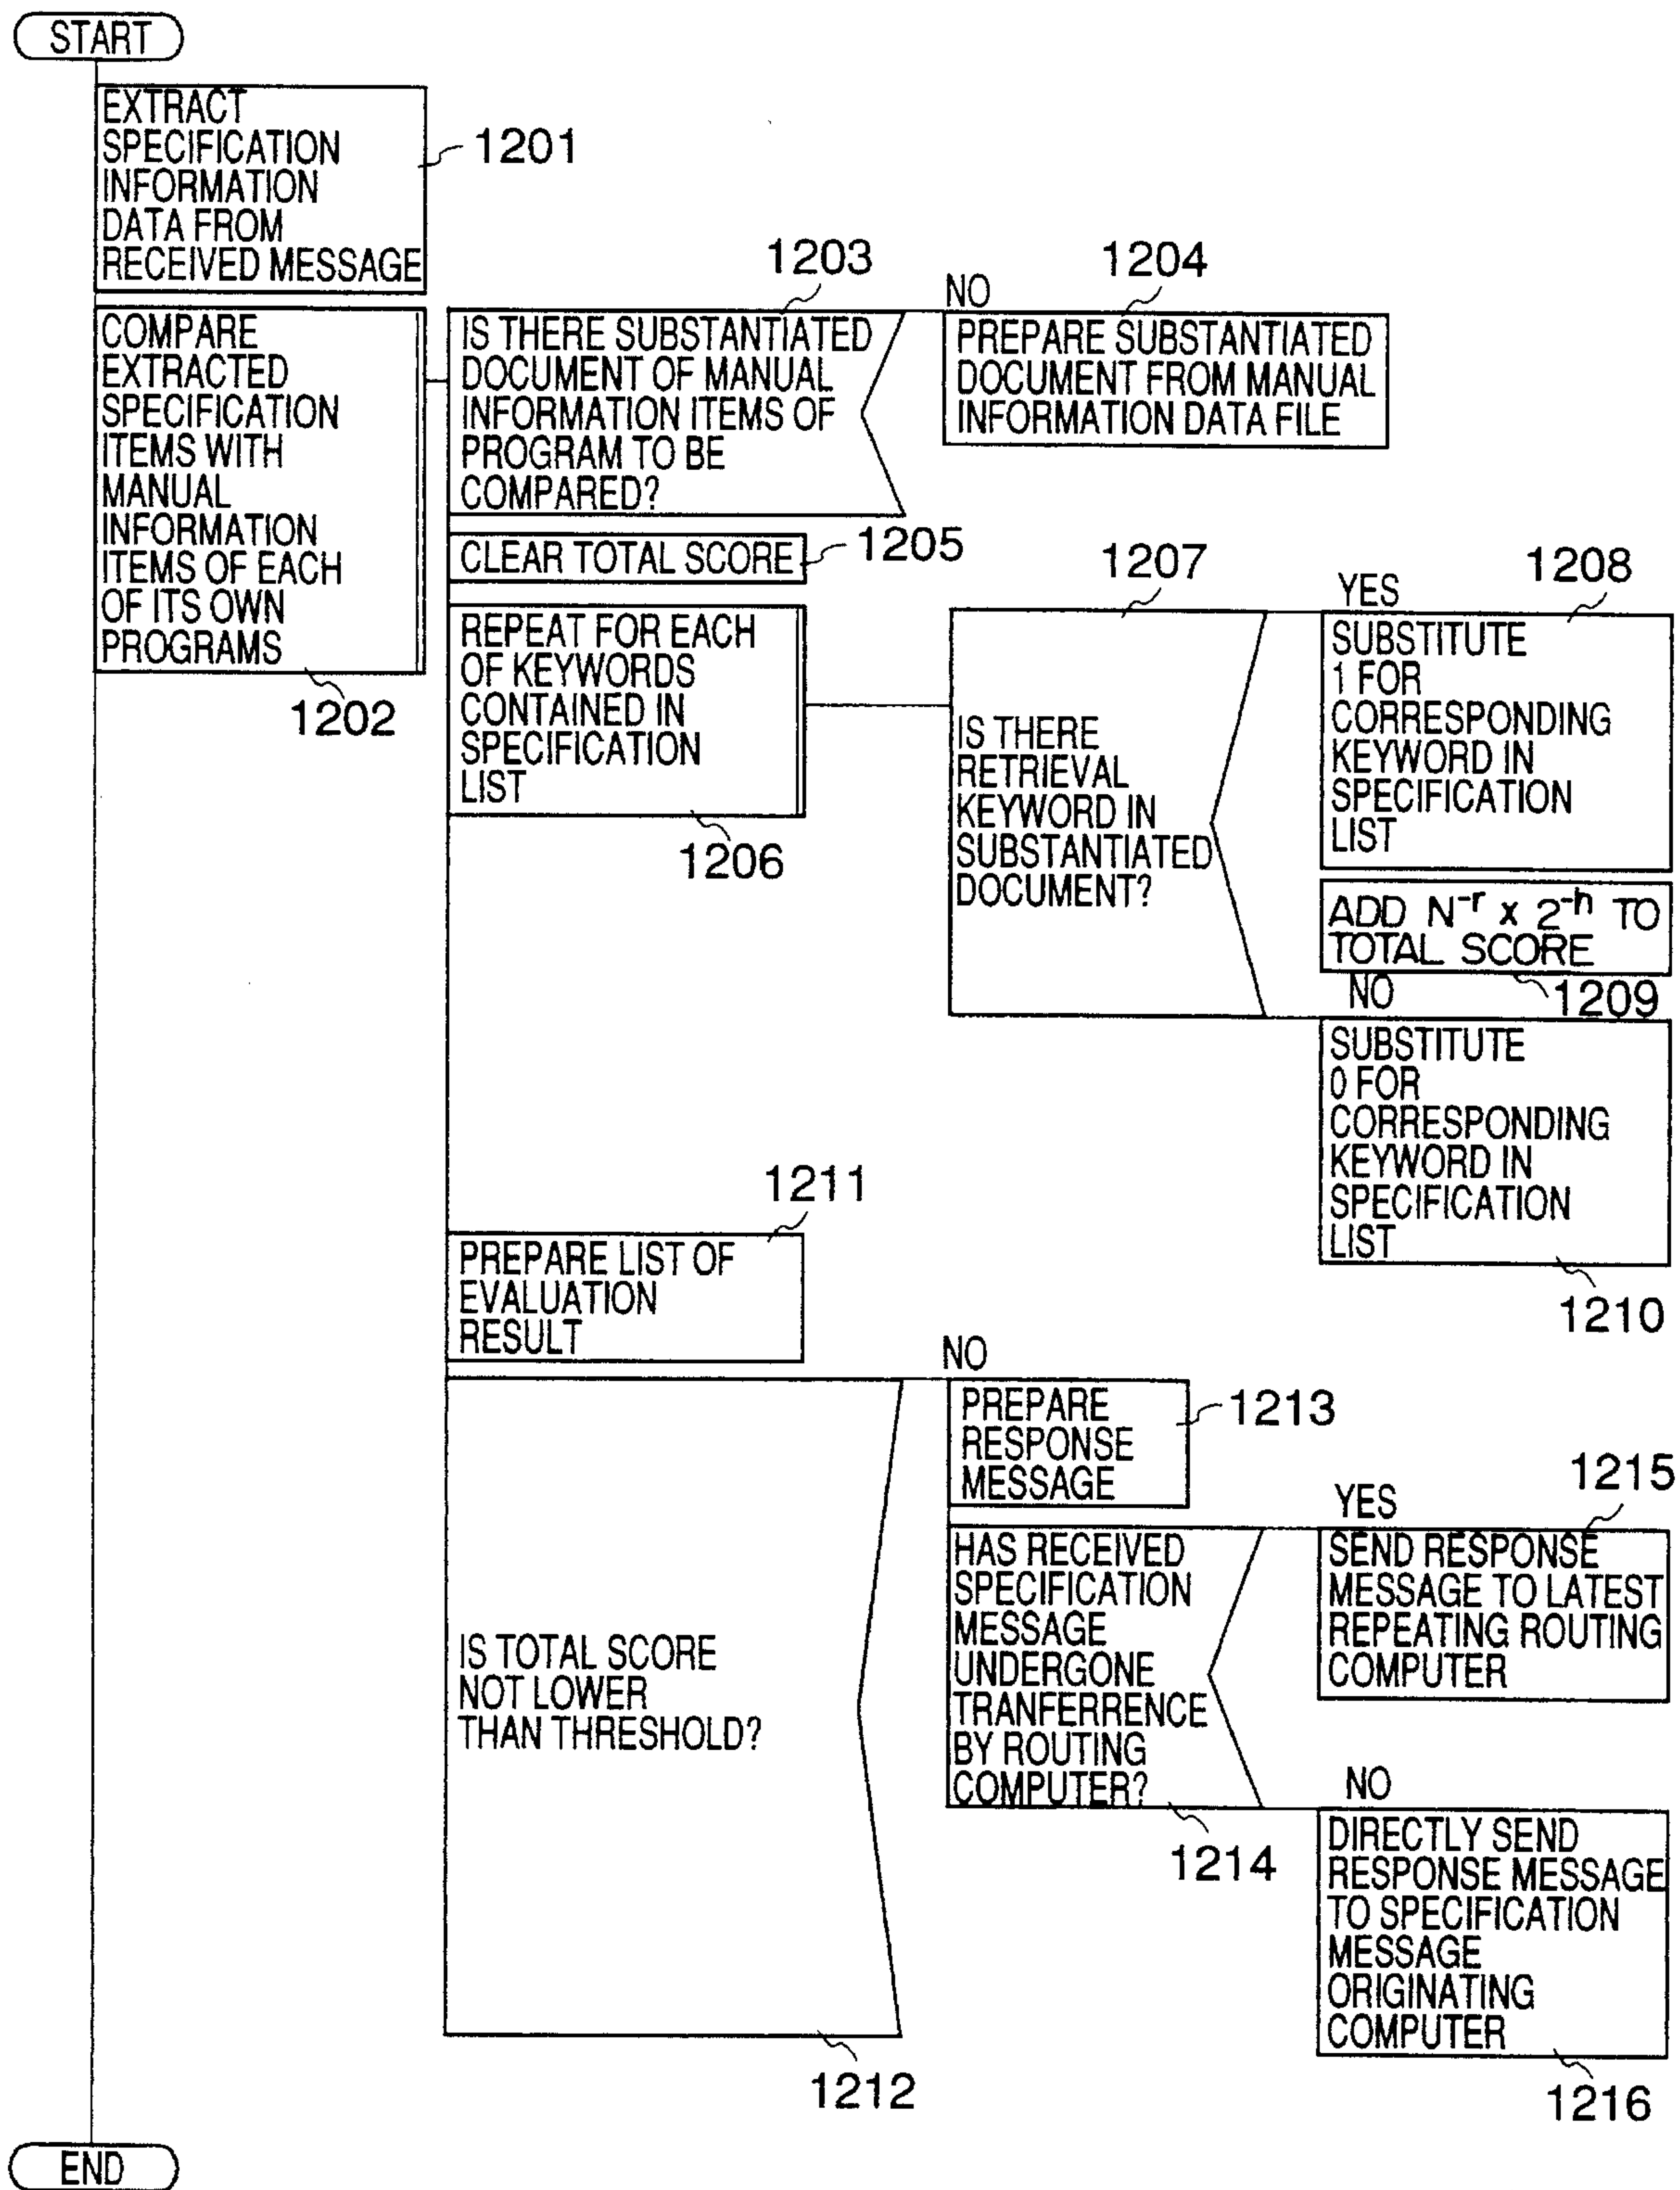 START
EXTRACT
SPECIFICATION
INFORMATION
DATA FROM
RECEIVED MESSAGE
1201
COMPARE
EXTRACTED
SPECIFICATION
ITEMS WITH
MANUAL
INFORMATION
ITEMS OF EACH
OF ITS OWN
PROGRAMS
1202
1203
IS THERE SUBSTANTIATED
DOCUMENT OF MANUAL
INFORMATION ITEMS OF
PROGRAM TO BE
COMPARED?
NO
1204
PREPARE SUBSTANTIATED
DOCUMENT FROM MANUAL
INFORMATION DATA FILE
CLEAR TOTAL SCORE
1205
REPEAT FOR EACH
OF KEYWORDS
CONTAINED IN
SPECIFICATION
LIST
1206
1207
IS THERE
RETRIEVAL
KEYWORD IN
SUBSTANTIATED
DOCUMENT?
YES
1208
SUBSTITUTE
1 FOR
CORRESPONDING
KEYWORD IN
SPECIFICATION
LIST
ADD N⁻ʳ x 2⁻ʰ TO
TOTAL SCORE
1209
NO
SUBSTITUTE
0 FOR
CORRESPONDING
KEYWORD IN
SPECIFICATION
LIST
1210
1211
PREPARE LIST OF
EVALUATION
RESULT
IS TOTAL SCORE
NOT LOWER
THAN THRESHOLD?
1212
NO
PREPARE
RESPONSE
MESSAGE
1213
HAS RECEIVED
SPECIFICATION
MESSAGE
UNDERGONE
TRANFERRENCE
BY ROUTING
COMPUTER?
1214
YES
1215
SEND RESPONSE
MESSAGE TO LATEST
REPEATING ROUTING
COMPUTER
NO
DIRECTLY SEND
RESPONSE MESSAGE
TO SPECIFICATION
MESSAGE
ORIGINATING
COMPUTER
1216
END